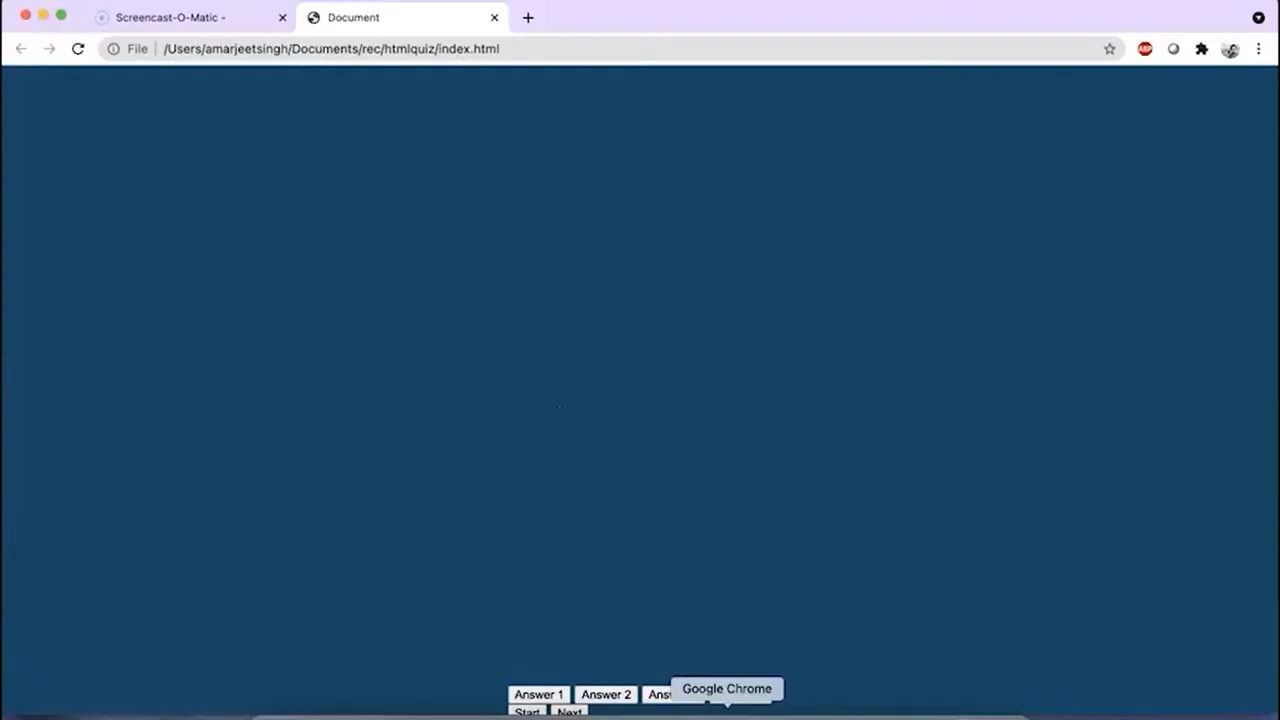 Screencast-O-Matic -
Document
File
/Users/amarjeetsingh/Documents/rec/htmlquiz/index.html
ABP
Answer 1
Answer 2
Google Chrome
Start
Next